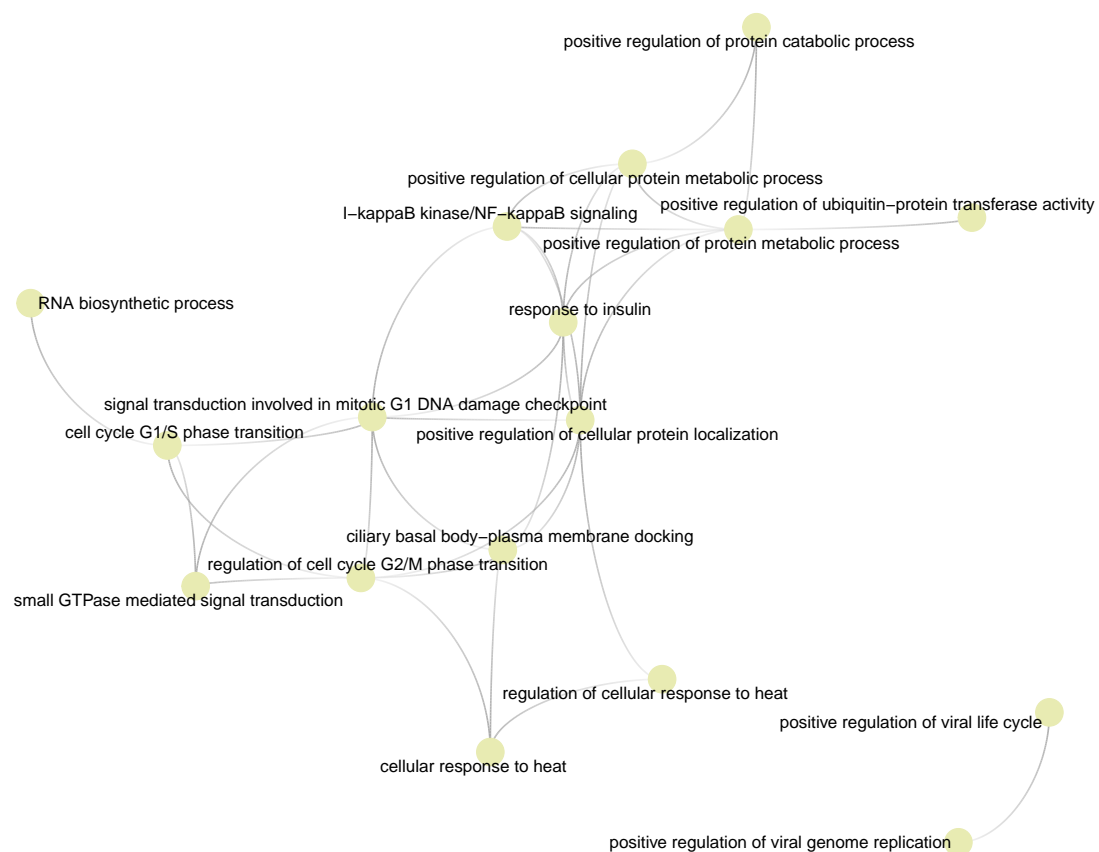 positive regulation of protein catabolic process
positive regulation of cellular protein metabolic process
positive regulation of ubiquitin−protein transferase activity
I−kappaB kinase/NF−kappaB signaling
positive regulation of protein metabolic process
RNA biosynthetic process
response to insulin
signal transduction involved in mitotic G1 DNA damage checkpoint
cell cycle G1/S phase transition
positive regulation of cellular protein localization
ciliary basal body−plasma membrane docking
regulation of cell cycle G2/M phase transition
small GTPase mediated signal transduction
regulation of cellular response to heat
positive regulation of viral life cycle
cellular response to heat
positive regulation of viral genome replication